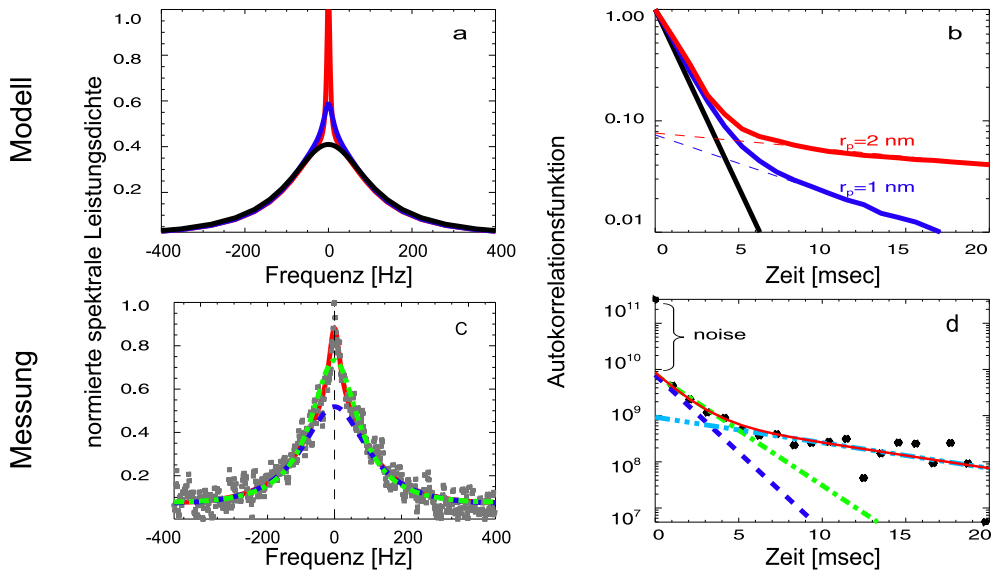 Modell
Messung
normierte spektrale Leistungsdichte
a
1.0
0.8
0.6
0.4
0.2
-400 -200 0 200 400
Frequenz [Hz]
Autokorrelationsfunktion
b
1.00
0.10
0.01
rp=2 nm
rp=1 nm
0 5 10 15 20
Zeit [msec]
c
1.0
0.8
0.6
0.4
0.2
-400 -200 0 200 400
Frequenz [Hz]
d
10^11
10^10
10^9
10^8
10^7
noise
0 5 10 15 20
Zeit [msec]